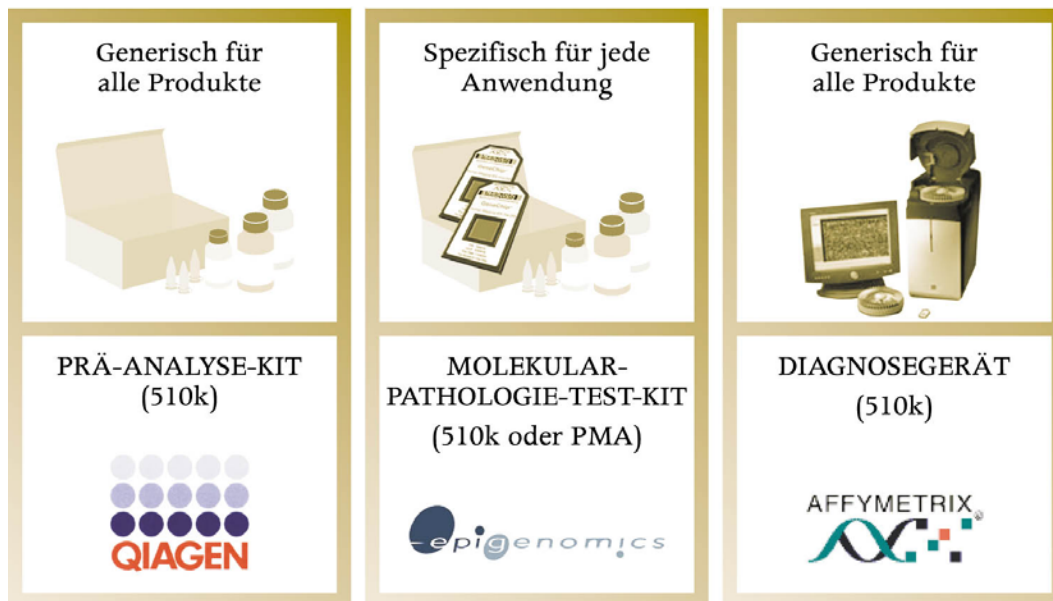 Generisch für
alle Produkte
Spezifisch für jede
Anwendung
Generisch für
alle Produkte
PRÄ-ANALYSE-KIT
(510k)
QIAGEN
MOLEKULAR-
PATHOLOGIE-TEST-KIT
(510k oder PMA)
epigenomics
DIAGNOSEGERÄT
(510k)
AFFYMETRIX